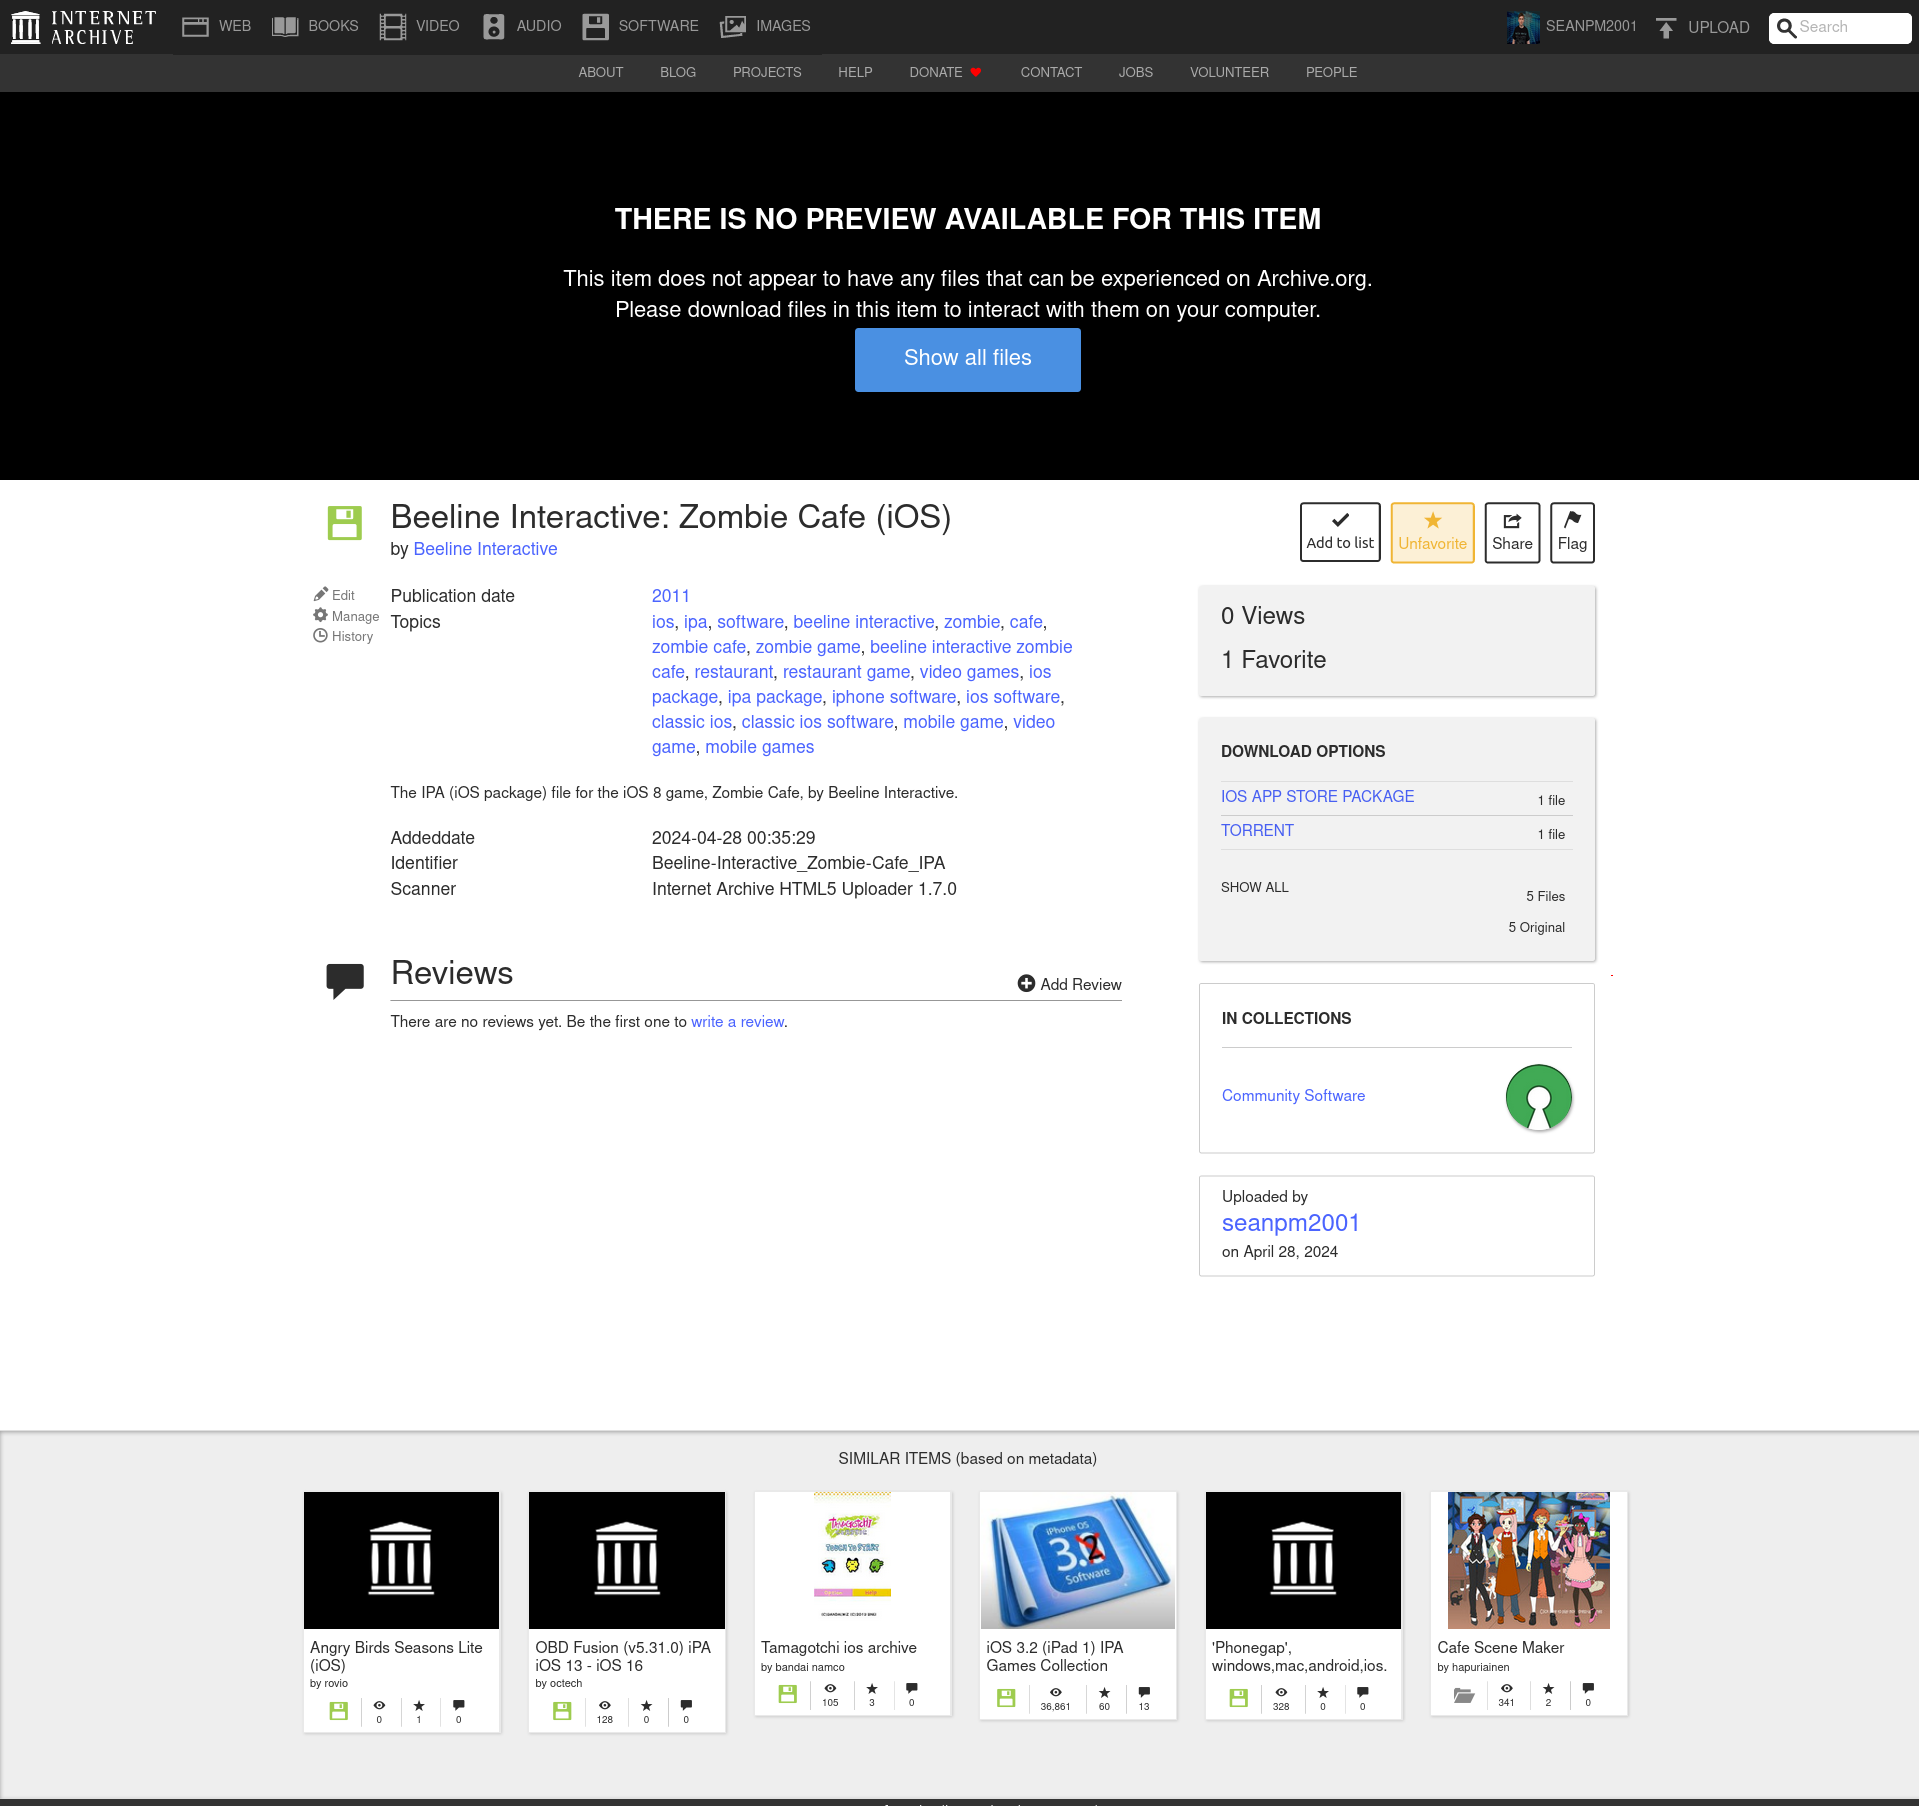 INTERNET ARCHIVE
WEB BOOKS VIDEO AUDIO SOFTWARE IMAGES SEANPM2001 UPLOAD Search
ABOUT BLOG PROJECTS HELP DONATE CONTACT JOBS VOLUNTEER PEOPLE
THERE IS NO PREVIEW AVAILABLE FOR THIS ITEM
This item does not appear to have any files that can be experienced on Archive.org.
Please download files in this item to interact with them on your computer.
Show all files
Beeline Interactive: Zombie Cafe (iOS)
by Beeline Interactive
Add to list Unfavorite Share Flag
Edit
Manage
History
Publication date 2011
Topics ios, ipa, software, beeline interactive, zombie, cafe,
zombie cafe, zombie game, beeline interactive zombie
cafe, restaurant, restaurant game, video games, ios
package, ipa package, iphone software, ios software,
classic ios, classic ios software, mobile game, video
game, mobile games
The IPA (iOS package) file for the iOS 8 game, Zombie Cafe, by Beeline Interactive.
Addeddate 2024-04-28 00:35:29
Identifier Beeline-Interactive_Zombie-Cafe_IPA
Scanner Internet Archive HTML5 Uploader 1.7.0
Reviews
Add Review
There are no reviews yet. Be the first one to write a review.
0 Views
1 Favorite
DOWNLOAD OPTIONS
IOS APP STORE PACKAGE 1 file
TORRENT 1 file
SHOW ALL 5 Files
5 Original
IN COLLECTIONS
Community Software
Uploaded by
seanpm2001
on April 28, 2024
SIMILAR ITEMS (based on metadata)
Angry Birds Seasons Lite
(iOS)
by rovio
0 1 0
OBD Fusion (v5.31.0) iPA
iOS 13 - iOS 16
by octech
128 0 0
TOUCH TO START
Tamagotchi ios archive
by bandai namco
105 3 0
iPhone OS
3.2
Software
iOS 3.2 (iPad 1) IPA
Games Collection
36,861 60 13
'Phonegap',
windows,mac,android,ios.
328 0 0
Cafe Scene Maker
by hapuriainen
341 2 0